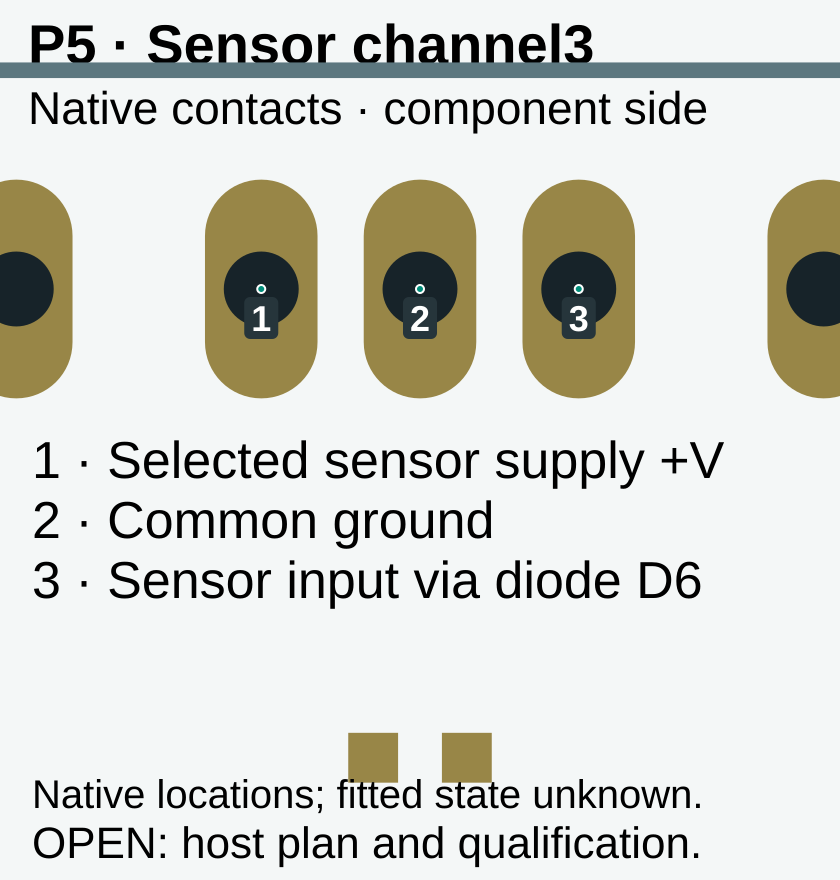 P5 · Sensor channel3
Native contacts · component side
1 2 3
1 · Selected sensor supply +V
2 · Common ground
3 · Sensor input via diode D6
Native locations; fitted state unknown.
OPEN: host plan and qualification.